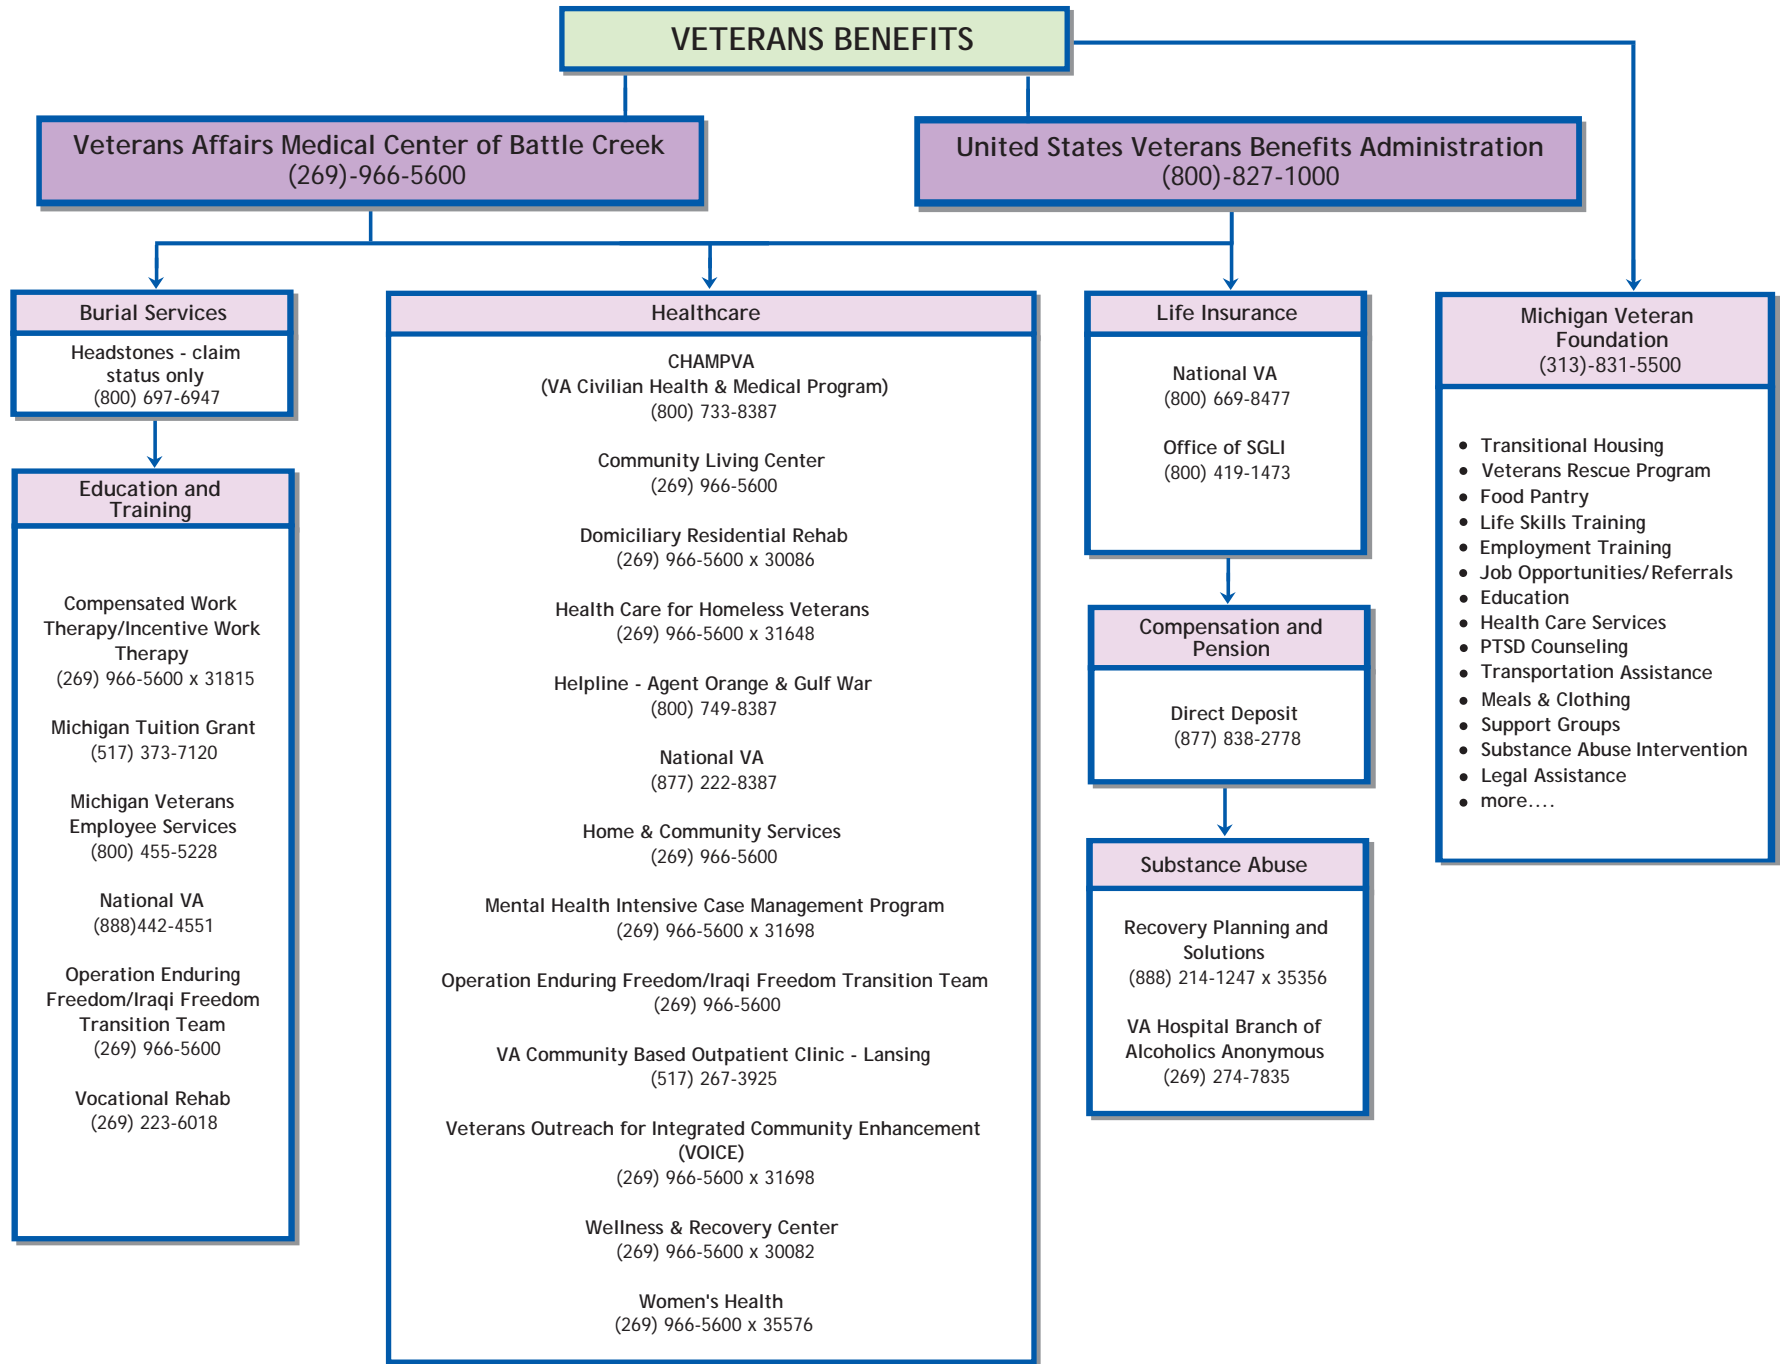 VETERANS BENEFITS
Veterans Affairs Medical Center of Battle Creek
(269)-966-5600
United States Veterans Benefits Administration
(800)-827-1000
Burial Services
Headstones - claim
status only
(800) 697-6947
Education and
Training
Compensated Work
Therapy/Incentive Work
Therapy
(269) 966-5600 x 31815
Michigan Tuition Grant
(517) 373-7120
Michigan Veterans
Employee Services
(800) 455-5228
National VA
(888)442-4551
Operation Enduring
Freedom/Iraqi Freedom
Transition Team
(269) 966-5600
Vocational Rehab
(269) 223-6018
Healthcare
CHAMPVA
(VA Civilian Health & Medical Program)
(800) 733-8387
Community Living Center
(269) 966-5600
Domiciliary Residential Rehab
(269) 966-5600 x 30086
Health Care for Homeless Veterans
(269) 966-5600 x 31648
Helpline - Agent Orange & Gulf War
(800) 749-8387
National VA
(877) 222-8387
Home & Community Services
(269) 966-5600
Mental Health Intensive Case Management Program
(269) 966-5600 x 31698
Operation Enduring Freedom/Iraqi Freedom Transition Team
(269) 966-5600
VA Community Based Outpatient Clinic - Lansing
(517) 267-3925
Veterans Outreach for Integrated Community Enhancement
(VOICE)
(269) 966-5600 x 31698
Wellness & Recovery Center
(269) 966-5600 x 30082
Women's Health
(269) 966-5600 x 35576
Life Insurance
National VA
(800) 669-8477
Office of SGLI
(800) 419-1473
Compensation and
Pension
Direct Deposit
(877) 838-2778
Substance Abuse
Recovery Planning and
Solutions
(888) 214-1247 x 35356
VA Hospital Branch of
Alcoholics Anonymous
(269) 274-7835
Michigan Veteran
Foundation
(313)-831-5500
• Transitional Housing
• Veterans Rescue Program
• Food Pantry
• Life Skills Training
• Employment Training
• Job Opportunities/Referrals
• Education
• Health Care Services
• PTSD Counseling
• Transportation Assistance
• Meals & Clothing
• Support Groups
• Substance Abuse Intervention
• Legal Assistance
• more....